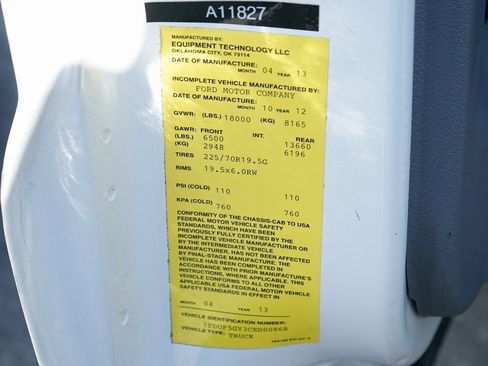 A11827
MANUFACTURED BY:
EQUIPMENT TECHNOLOGY LLC
OKLAHOMA CITY, OK 73114
DATE OF MANUFACTURE:
MONTH 04 YEAR 13
INCOMPLETE VEHICLE MANUFACTURED BY:
FORD MOTOR COMPANY
DATE OF MANUFACTURE:
MONTH 10 YEAR 12
GVWR: (LBS.) 18000 (KG) 8165
GAWR: FRONT INT. REAR
(LBS.) 6500 13660
(KG) 2948 6196
TIRES 225/70R19.5G
RIMS 19.5x6.0RW
PSI (COLD) 110 110
KPA (COLD) 760 760
CONFORMITY OF THE CHASSIS-CAB TO USA
FEDERAL MOTOR VEHICLE SAFETY
STANDARDS, WHICH HAVE BEEN
PREVIOUSLY FULLY CERTIFIED BY THE
INCOMPLETE VEHICLE MANUFACTURER OR
BY THE INTERMEDIATE VEHICLE
MANUFACTURER, HAS NOT BEEN AFFECTED
BY FINAL-STAGE MANUFACTURE. THE
VEHICLE HAS BEEN COMPLETED IN
ACCORDANCE WITH PRIOR MANUFACTURE'S
INSTRUCTIONS, WHERE APPLICABLE. THIS
VEHICLE CONFORMS TO ALL OTHER
APPLICABLE USA FEDERAL MOTOR VEHICLE
SAFETY STANDARDS IN EFFECT IN
MONTH 04 YEAR 13
VEHICLE IDENTIFICATION NUMBER:
1FDUF5GY3CED00868
VEHICLE TYPE: TRUCK